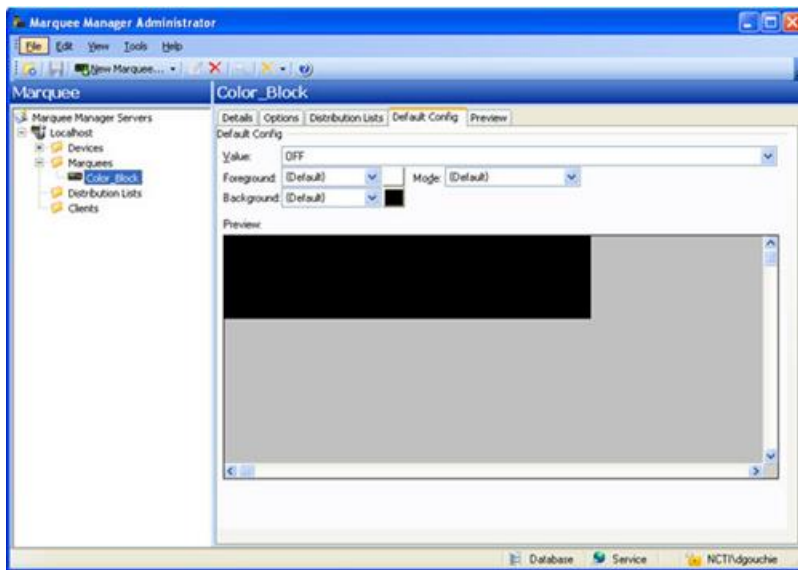 Marquee Manager Administrator
File Edit View Tools Help
New Marquee...
Marquee
Color_Block
Marquee Manager Servers
Localhost
Devices
Marquees
Color_Block
Distribution Lists
Clients
Details Options Distribution Lists Default Config Preview
Default Config
Value: OFF
Foreground: (Default) Mode: (Default)
Background: (Default)
Preview:
Database Service NCTI\dgouchie